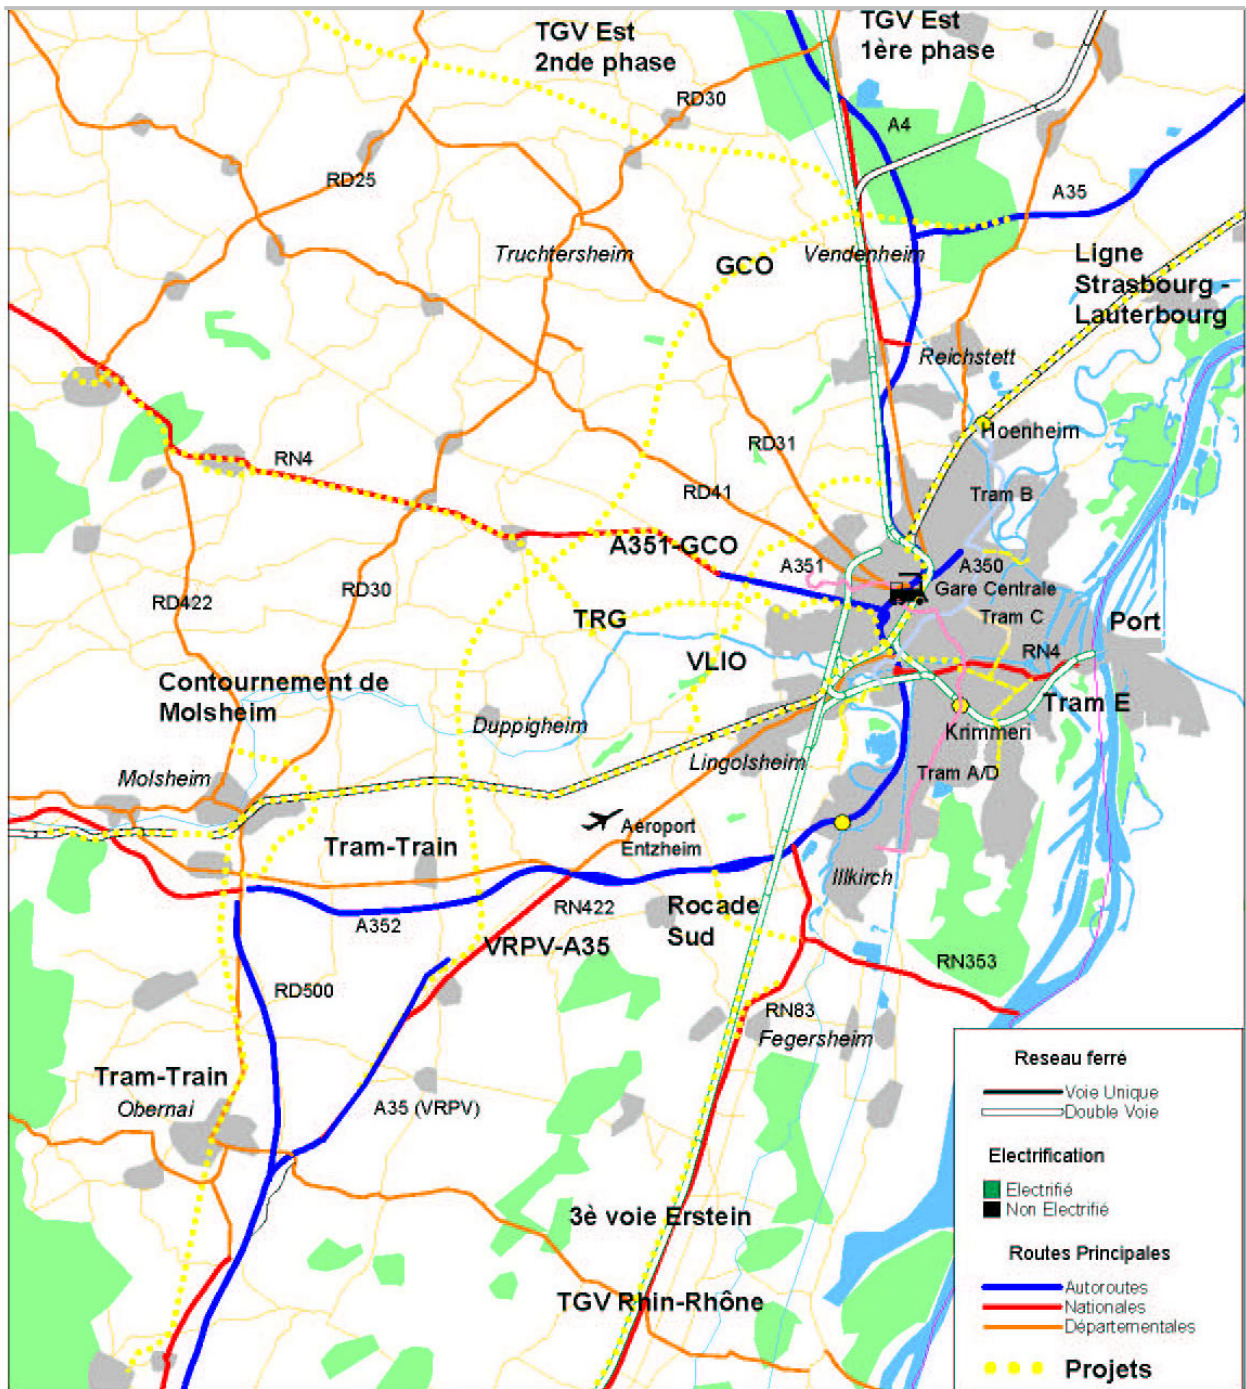 TGV Est
2nde phase
TGV Est
1ère phase
RD30
A4
RD25
A35
Truchtersheim
GCO
Vendenheim
Ligne
Strasbourg -
Lauterbourg
Reichstett
Hoenheim
RD31
RN4
RD41
Tram B
A351-GCO
A351
A350
Gare Centrale
RD422
RD30
TRG
Tram C
Port
VLIO
RN4
Contournement de
Molsheim
Tram E
Duppigheim
Krimmeri
Lingolsheim
Molsheim
Tram A/D
Aéroport
Entzheim
Tram-Train
Illkirch
RN422
Rocade
Sud
A352
VRPV-A35
RN353
RD500
RN83
Fegersheim
Tram-Train
Obernai
A35 (VRPV)
3è voie Erstein
TGV Rhin-Rhône
Reseau ferré
Voie Unique
Double Voie
Electrification
Electrifié
Non Electrifié
Routes Principales
Autoroutes
Nationales
Départementales
Projets